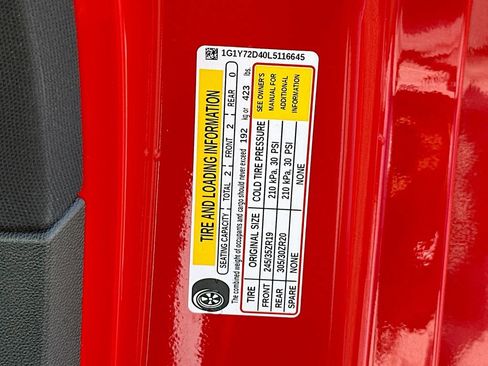 1G1Y72D40L5116645
TIRE AND LOADING INFORMATION
SEATING CAPACITY TOTAL 2 FRONT 2 REAR 0
The combined weight of occupants and cargo should never exceed 192 kg or 423 lbs.
TIRE ORIGINAL SIZE COLD TIRE PRESSURE
FRONT 245/35ZR19 210 kPa, 30 PSI
REAR 305/30ZR20 210 kPa, 30 PSI
SPARE NONE NONE
SEE OWNER'S
MANUAL FOR
ADDITIONAL
INFORMATION